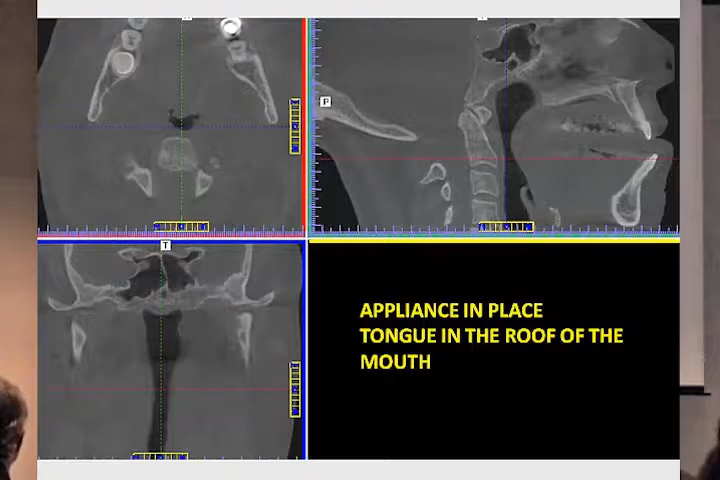 P
T
APPLIANCE IN PLACE
TONGUE IN THE ROOF OF THE
MOUTH